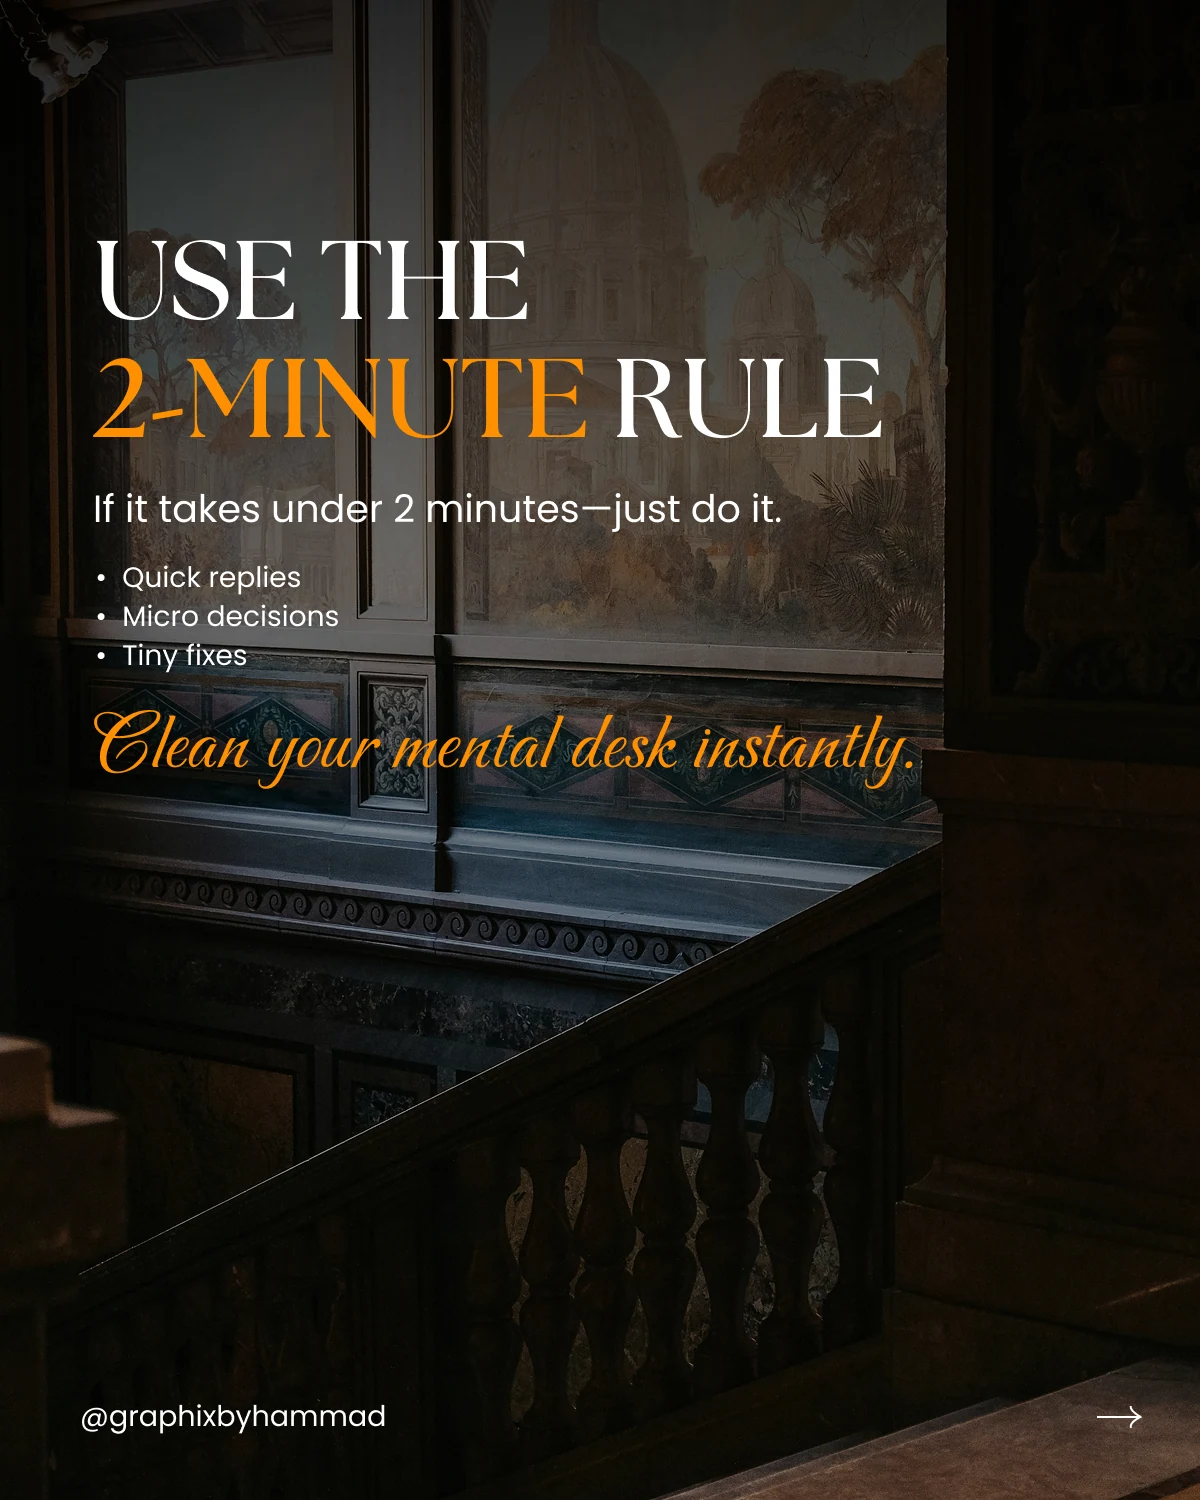 USE THE
2-MINUTE RULE
If it takes under 2 minutes—just do it.
• Quick replies
• Micro decisions
• Tiny fixes
Clean your mental desk instantly.
@graphixbyhammad